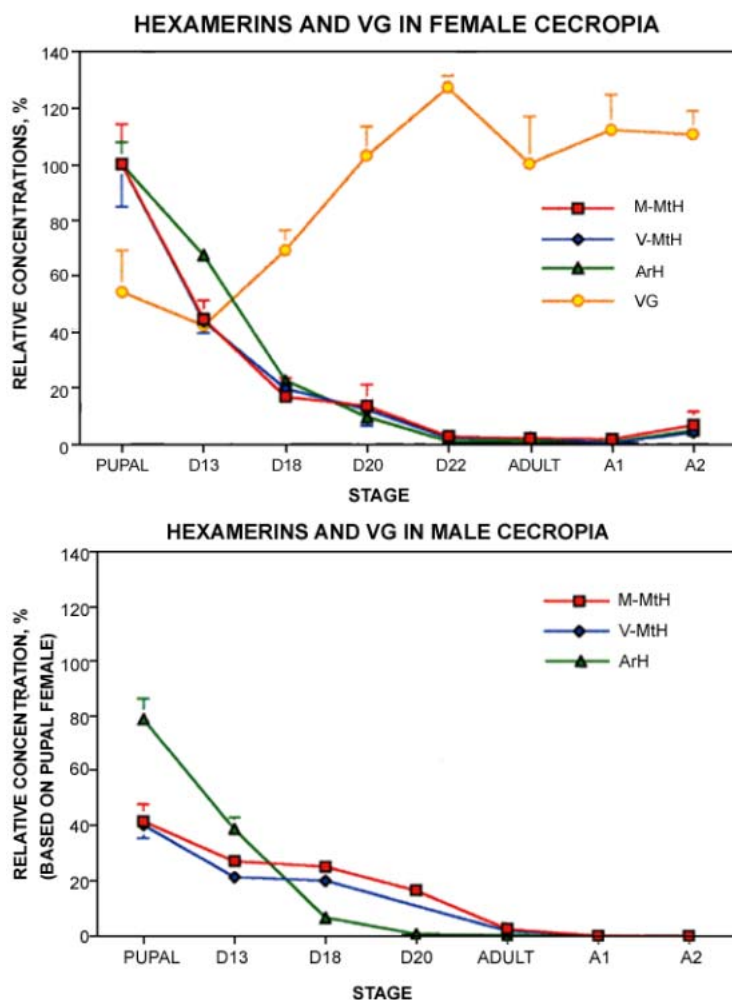 HEXAMERINS AND VG IN FEMALE CECROPIA
RELATIVE CONCENTRATIONS, %
140
120
100
80
60
40
20
0
M-MtH
V-MtH
ArH
VG
PUPAL D13 D18 D20 D22 ADULT A1 A2
STAGE
HEXAMERINS AND VG IN MALE CECROPIA
RELATIVE CONCENTRATION, %
(BASED ON PUPAL FEMALE)
140
120
100
80
60
40
20
0
M-MtH
V-MtH
ArH
PUPAL D13 D18 D20 ADULT A1 A2
STAGE